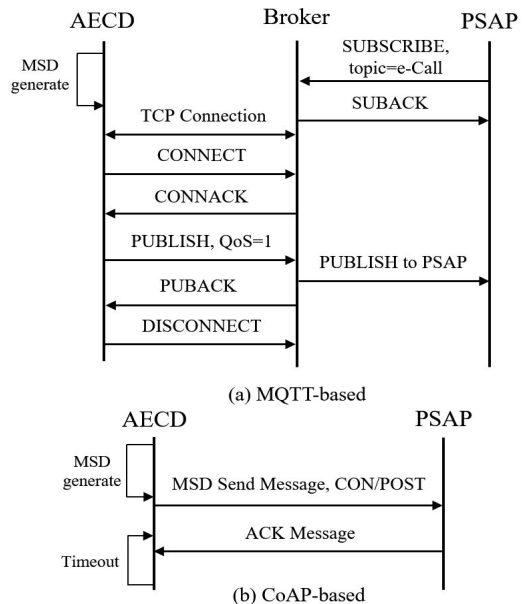 AECD
Broker
PSAP
MSD
generate
SUBSCRIBE,
topic=e-Call
SUBACK
TCP Connection
CONNECT
CONNACK
PUBLISH, QoS=1
PUBLISH to PSAP
PUBACK
DISCONNECT
(a) MQTT-based
AECD
PSAP
MSD
generate
MSD Send Message, CON/POST
ACK Message
Timeout
(b) CoAP-based